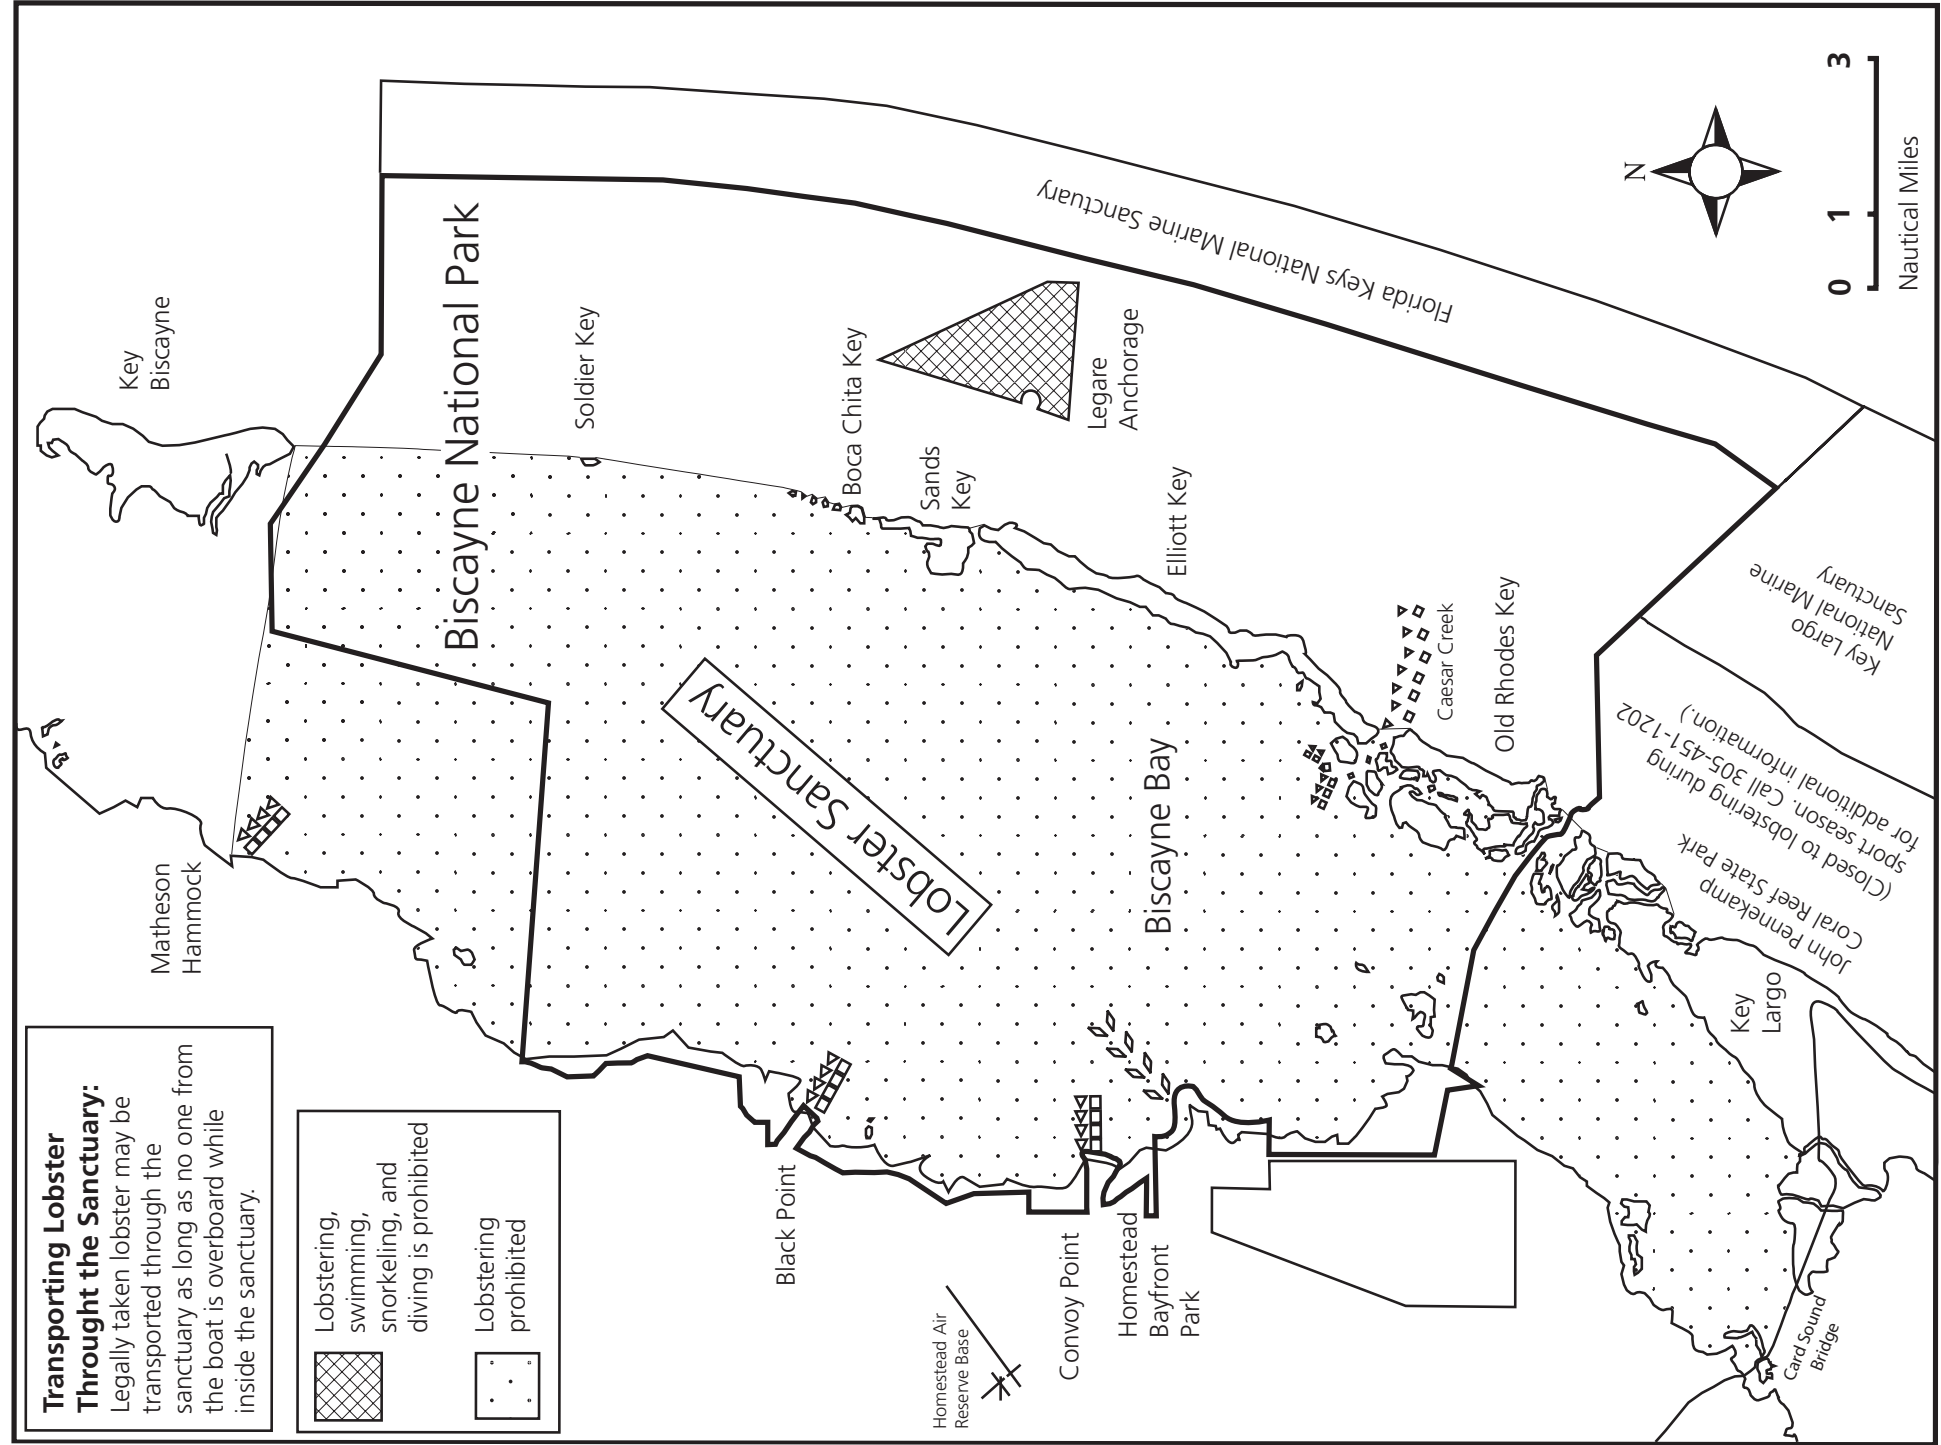 Transporting Lobster
Throught the Sanctuary:
Legally taken lobster may be
transported through the
sanctuary as long as no one from
the boat is overboard while
inside the sanctuary.
Lobstering,
swimming,
snorkeling, and
diving is prohibited
Lobstering
prohibited
Key
Biscayne
Matheson
Hammock
Biscayne National Park
Soldier Key
Boca Chita Key
Sands
Key
Legare
Anchorage
Elliott Key
Florida Keys National Marine Sanctuary
Lobster Sanctuary
Biscayne Bay
Caesar Creek
Old Rhodes Key
Black Point
Homestead Air
Reserve Base
Convoy Point
Homestead
Bayfront
Park
Key Largo
National Marine
Sanctuary
John Pennekamp
Coral Reef State Park
(Closed to lobstering during
sport season. Call 305-451-1202
for additional information.)
Key
Largo
Card Sound
Bridge
N
0 1 3
Nautical Miles